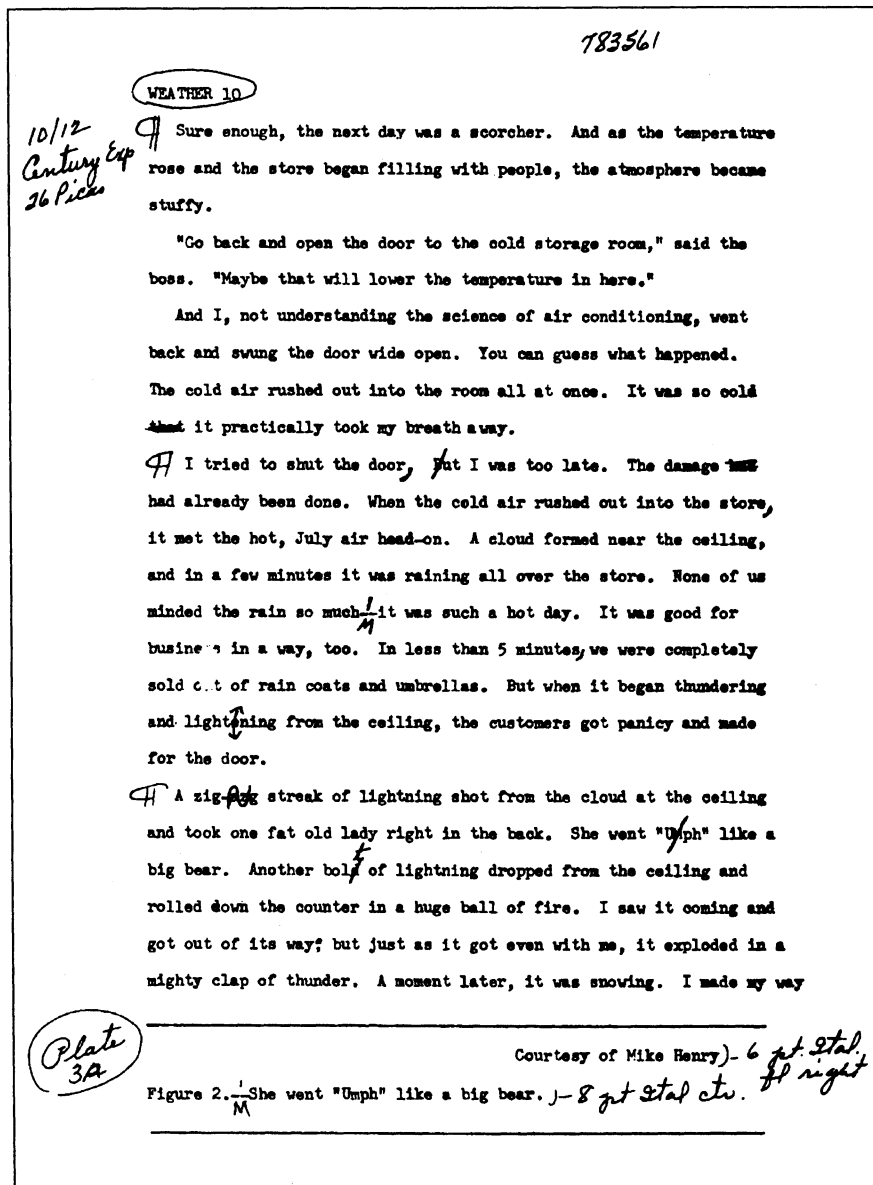 783561
WEATHER 10
10/12
Century Exp
26 Picas
¶ Sure enough, the next day was a scorcher. And as the temperature
rose and the store began filling with people, the atmosphere became
stuffy.
"Go back and open the door to the cold storage room," said the
boss. "Maybe that will lower the temperature in here."
And I, not understanding the science of air conditioning, went
back and swung the door wide open. You can guess what happened.
The cold air rushed out into the room all at once. It was so cold
that it practically took my breath away.
¶ I tried to shut the door, But I was too late. The damage
had already been done. When the cold air rushed out into the store,
it met the hot, July air head-on. A cloud formed near the ceiling,
and in a few minutes it was raining all over the store. None of us
minded the rain so much 1/M it was such a hot day. It was good for
business in a way, too. In less than 5 minutes, we were completely
sold out of rain coats and umbrellas. But when it began thundering
and lightning from the ceiling, the customers got panicy and made
for the door.
¶ A zig-zag streak of lightning shot from the cloud at the ceiling
and took one fat old lady right in the back. She went "Umph" like a
big bear. Another bolt of lightning dropped from the ceiling and
rolled down the counter in a huge ball of fire. I saw it coming and
got out of its way; but just as it got even with me, it exploded in a
mighty clap of thunder. A moment later, it was snowing. I made my way
Plate
3A
Courtesy of Mike Henry)- 6 pt. Ital.
fl right
Figure 2. 1/M She went "Umph" like a big bear. )- 8 pt Ital ctr.